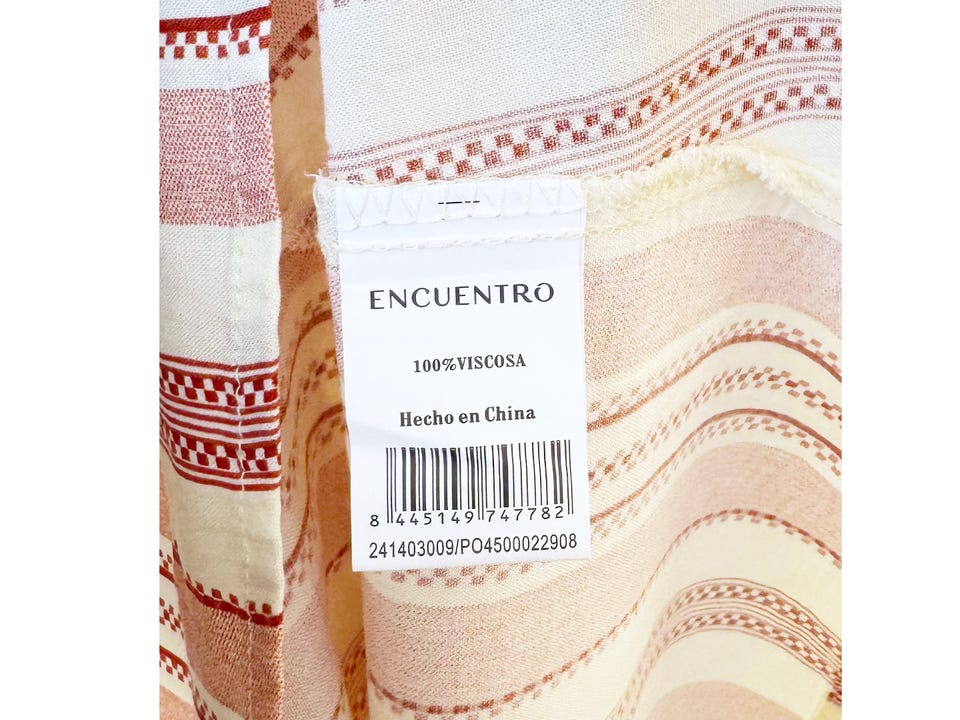 ENCUENTRO
100%VISCOSA
Hecho en China
8 445149 747782
241403009/PO4500022908